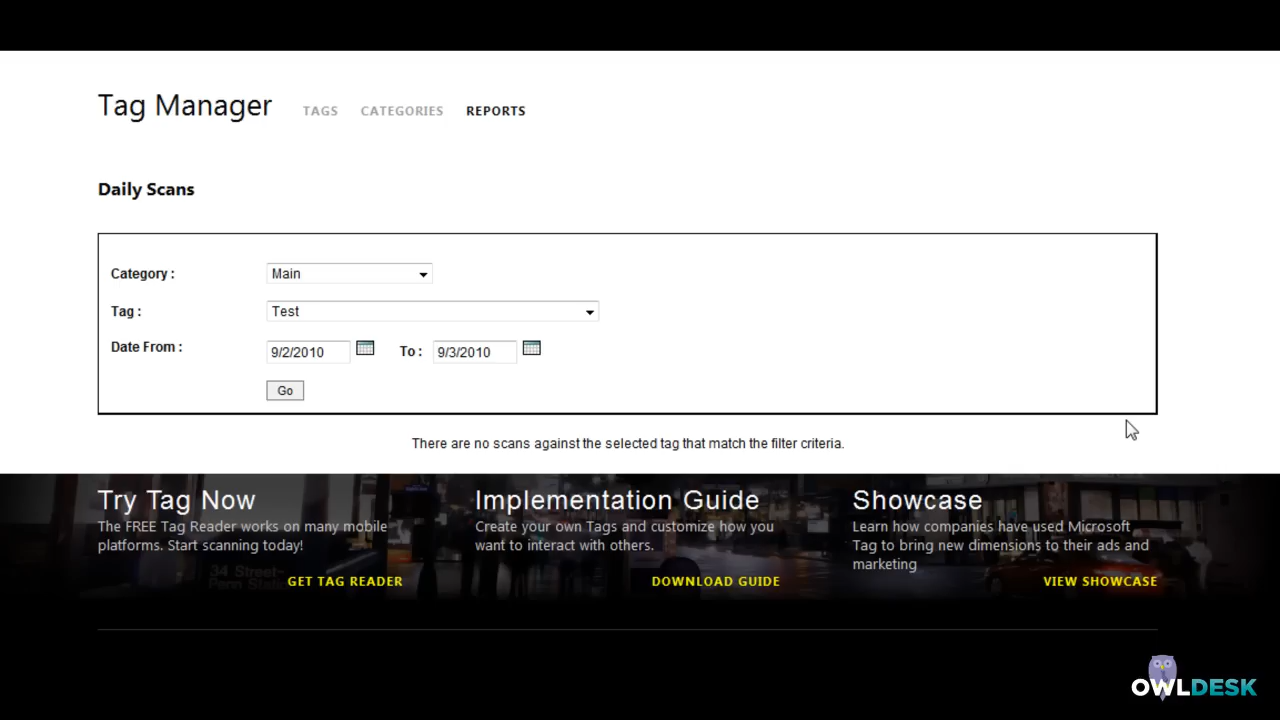 Tag Manager TAGS CATEGORIES REPORTS
Daily Scans
Category : Main
Tag : Test
Date From : 9/2/2010 To : 9/3/2010
Go
There are no scans against the selected tag that match the filter criteria.
Try Tag Now
The FREE Tag Reader works on many mobile
platforms. Start scanning today!
34 Street-
Penn Station
GET TAG READER
Implementation Guide
Create your own Tags and customize how you
want to interact with others.
DOWNLOAD GUIDE
Showcase
Learn how companies have used Microsoft
Tag to bring new dimensions to their ads and
marketing
VIEW SHOWCASE
OWLDESK